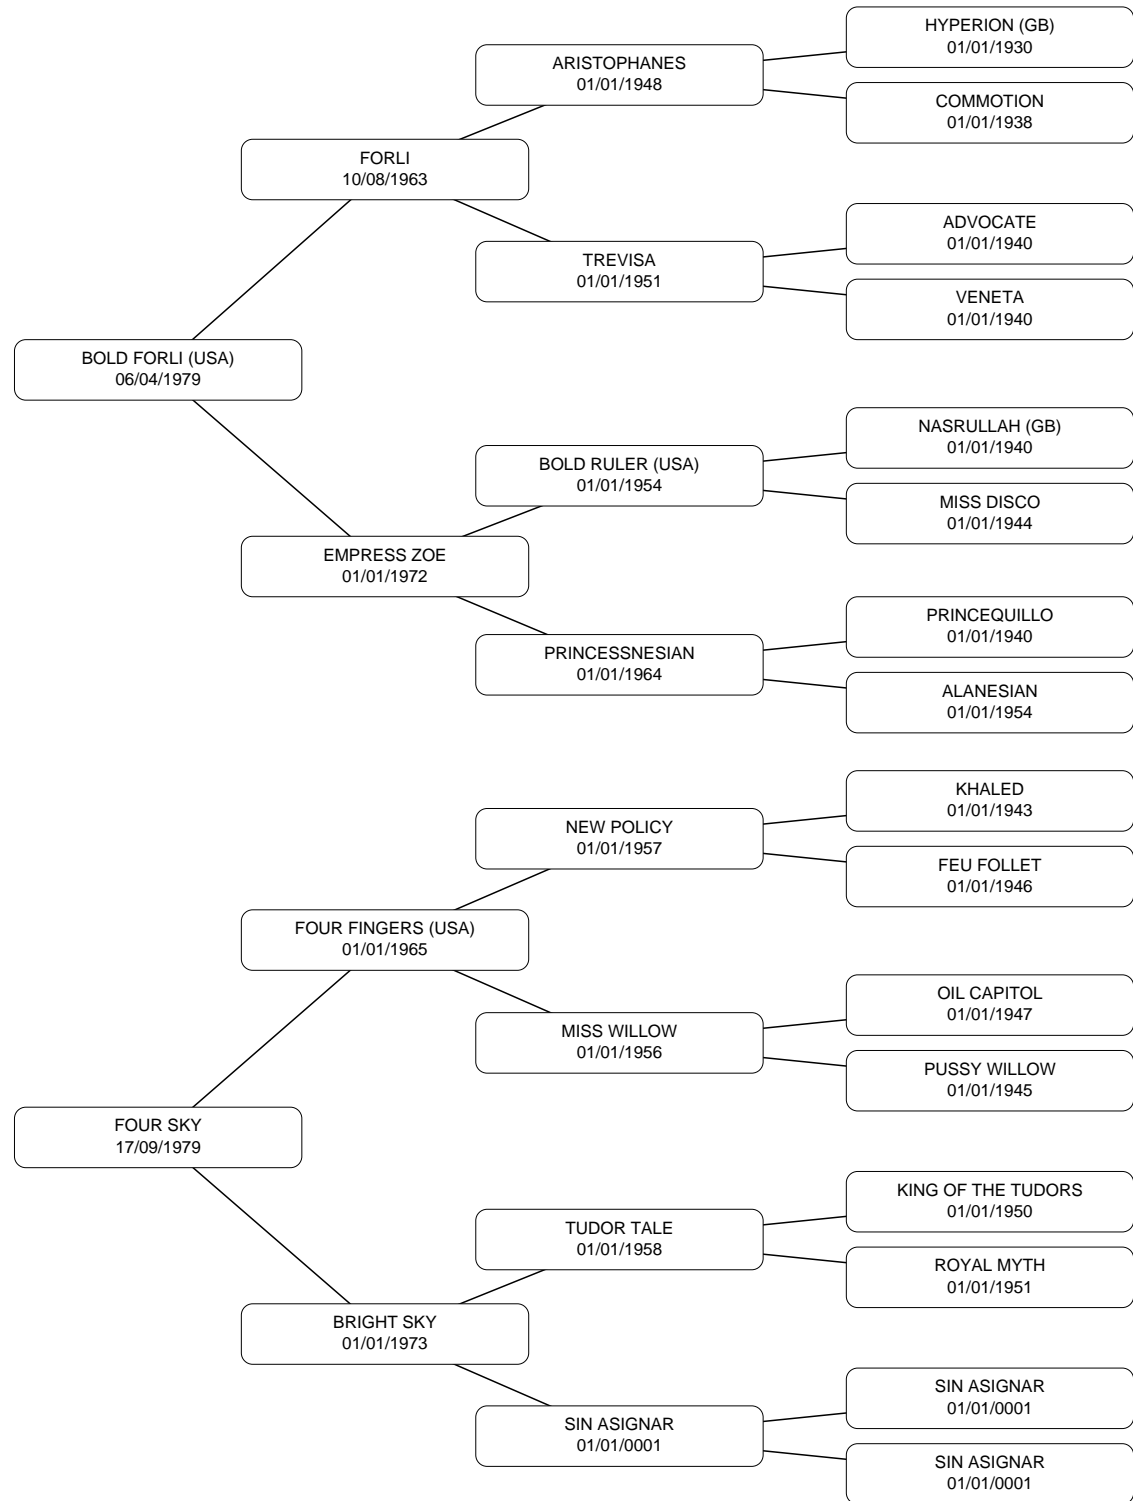 HYPERION (GB)
01/01/1930
ARISTOPHANES
01/01/1948
COMMOTION
01/01/1938
FORLI
10/08/1963
ADVOCATE
01/01/1940
TREVISA
01/01/1951
VENETA
01/01/1940
BOLD FORLI (USA)
06/04/1979
NASRULLAH (GB)
01/01/1940
BOLD RULER (USA)
01/01/1954
MISS DISCO
01/01/1944
EMPRESS ZOE
01/01/1972
PRINCEQUILLO
01/01/1940
PRINCESSNESIAN
01/01/1964
ALANESIAN
01/01/1954
KHALED
01/01/1943
NEW POLICY
01/01/1957
FEU FOLLET
01/01/1946
FOUR FINGERS (USA)
01/01/1965
OIL CAPITOL
01/01/1947
MISS WILLOW
01/01/1956
PUSSY WILLOW
01/01/1945
FOUR SKY
17/09/1979
KING OF THE TUDORS
01/01/1950
TUDOR TALE
01/01/1958
ROYAL MYTH
01/01/1951
BRIGHT SKY
01/01/1973
SIN ASIGNAR
01/01/0001
SIN ASIGNAR
01/01/0001
SIN ASIGNAR
01/01/0001